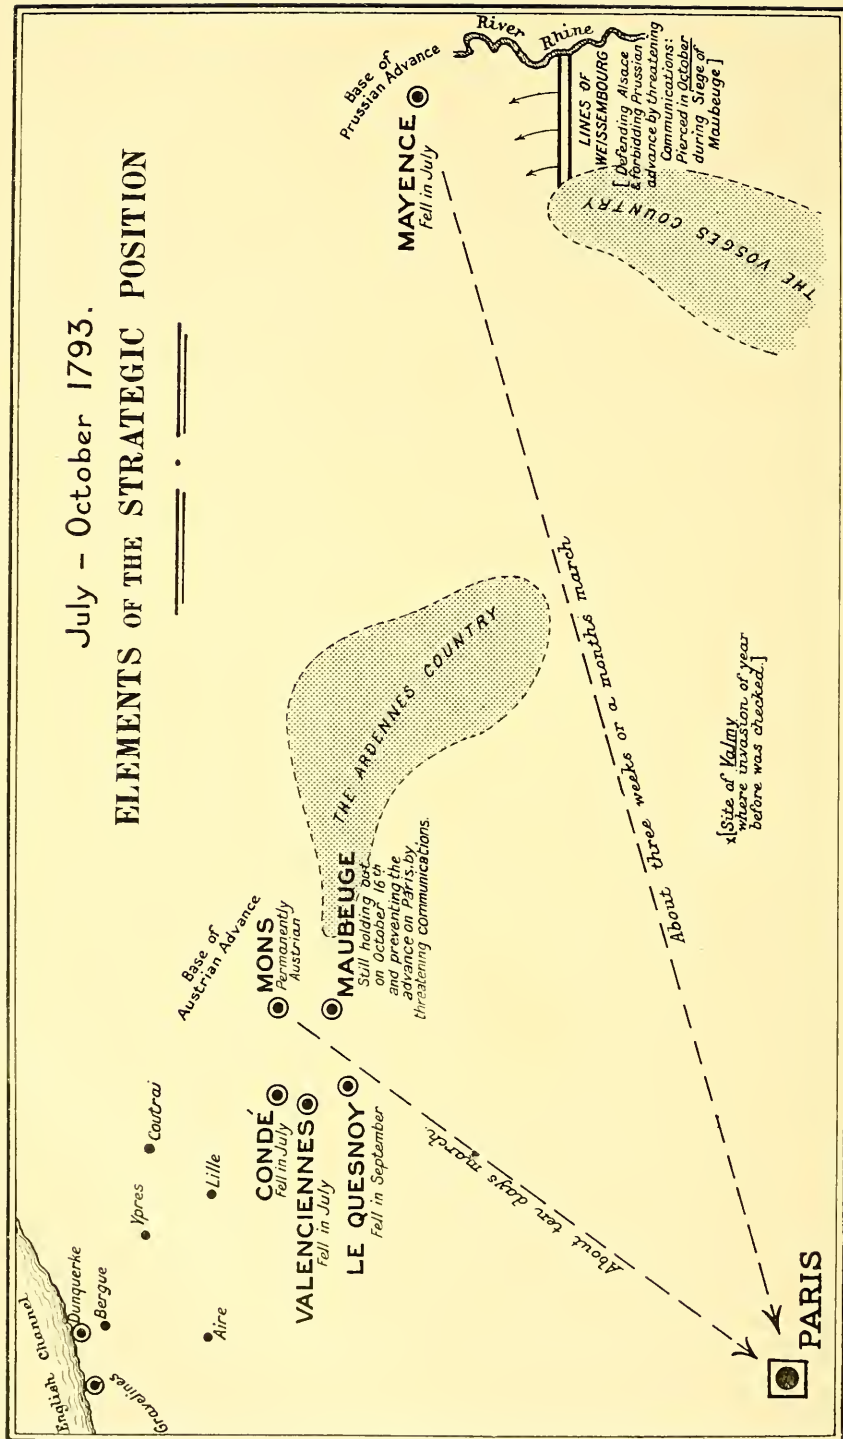 July – October 1793.
ELEMENTS OF THE STRATEGIC POSITION
English Channel
Gravelines
Dunquerke
Bergue
Ypres
Coutrai
Aire
Lille
Base of
Austrian Advance
MONS
Permanently
Austrian
CONDÉ
Fell in July
VALENCIENNES
Fell in July
LE QUESNOY
Fell in September
MAUBEUGE
Still holding out
on October 16th
and preventing the
advance on Paris, by
threatening communications.
THE ARDENNES COUNTRY
Base of
Prussian Advance
MAYENCE
Fell in July
River Rhine
LINES OF
WEISSEMBOURG
[Defending Alsace
& forbidding Prussian
advance by threatening
Communications:
Pierced in October
during Siege of
Maubeuge]
THE VOSGES COUNTRY
About ten days march.
About three weeks or a months march
x[Site of Valmy
where invasion of year
before was checked.]
PARIS